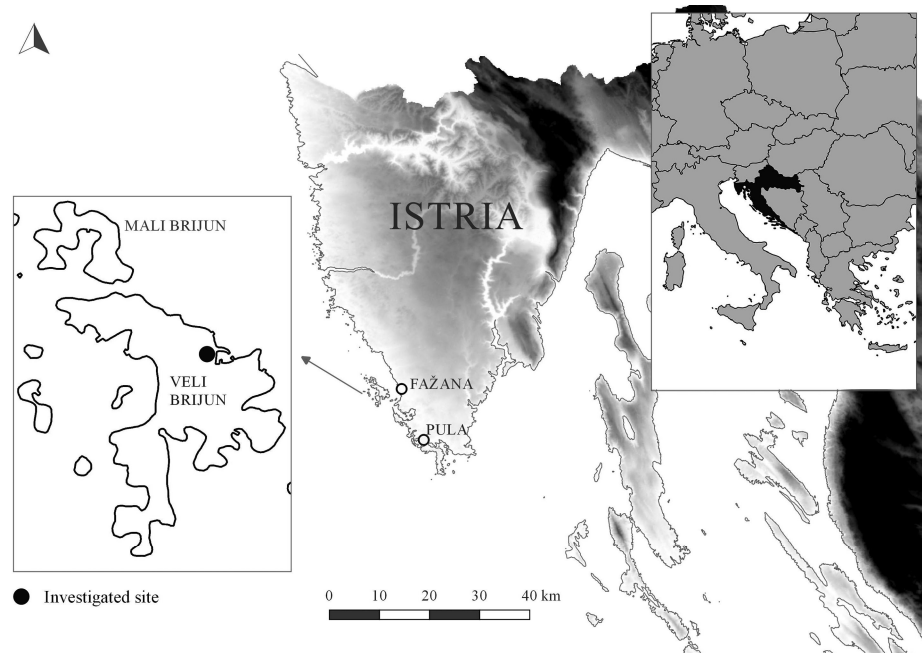 MALI BRIJUN
VELI
BRIJUN
ISTRIA
FAŽANA
PULA
Investigated site
0 10 20 30 40 km